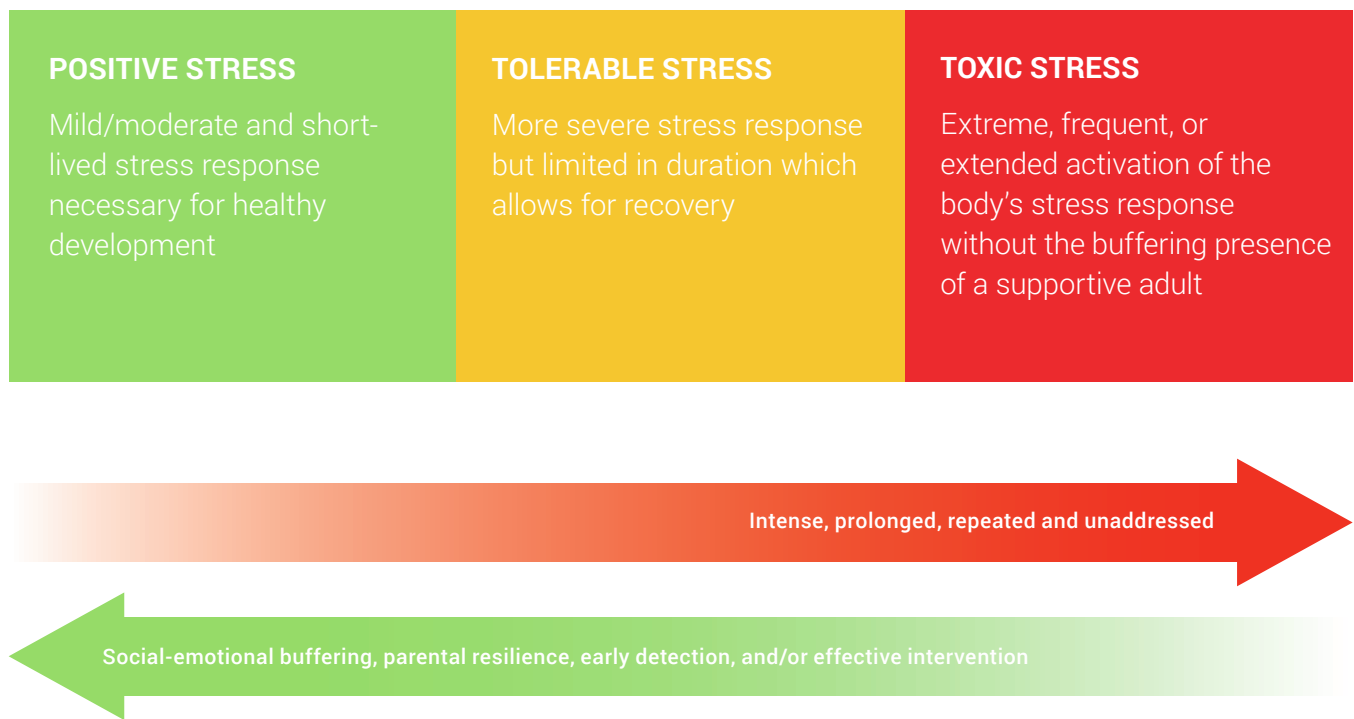 POSITIVE STRESS
Mild/moderate and short-
lived stress response
necessary for healthy
development
TOLERABLE STRESS
More severe stress response
but limited in duration which
allows for recovery
TOXIC STRESS
Extreme, frequent, or
extended activation of the
body’s stress response
without the buffering presence
of a supportive adult
Intense, prolonged, repeated and unaddressed
Social-emotional buffering, parental resilience, early detection, and/or effective intervention